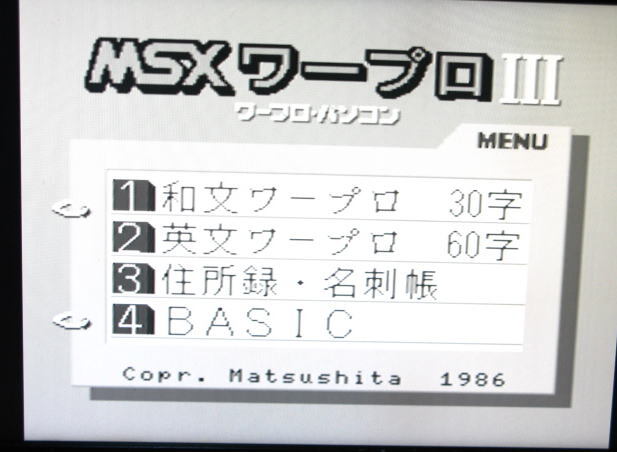 MSXワープロIII
ワープロ・パソコン
MENU
1 和文ワープロ 30字
2 英文ワープロ 60字
3 住所録・名刺帳
4 BASIC
Copr. Matsushita 1986